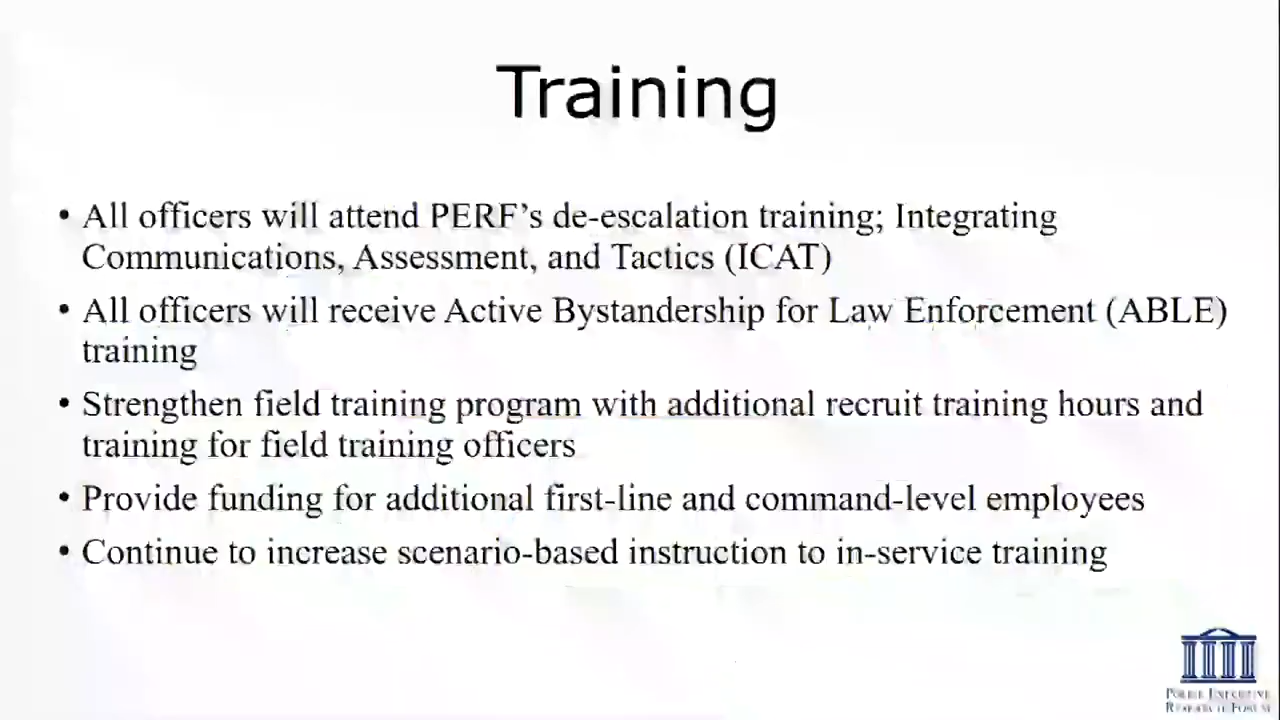 Training
• All officers will attend PERF’s de-escalation training; Integrating
Communications, Assessment, and Tactics (ICAT)
• All officers will receive Active Bystandership for Law Enforcement (ABLE)
training
• Strengthen field training program with additional recruit training hours and
training for field training officers
• Provide funding for additional first-line and command-level employees
• Continue to increase scenario-based instruction to in-service training
POLICE EXECUTIVE
RESEARCH FORUM